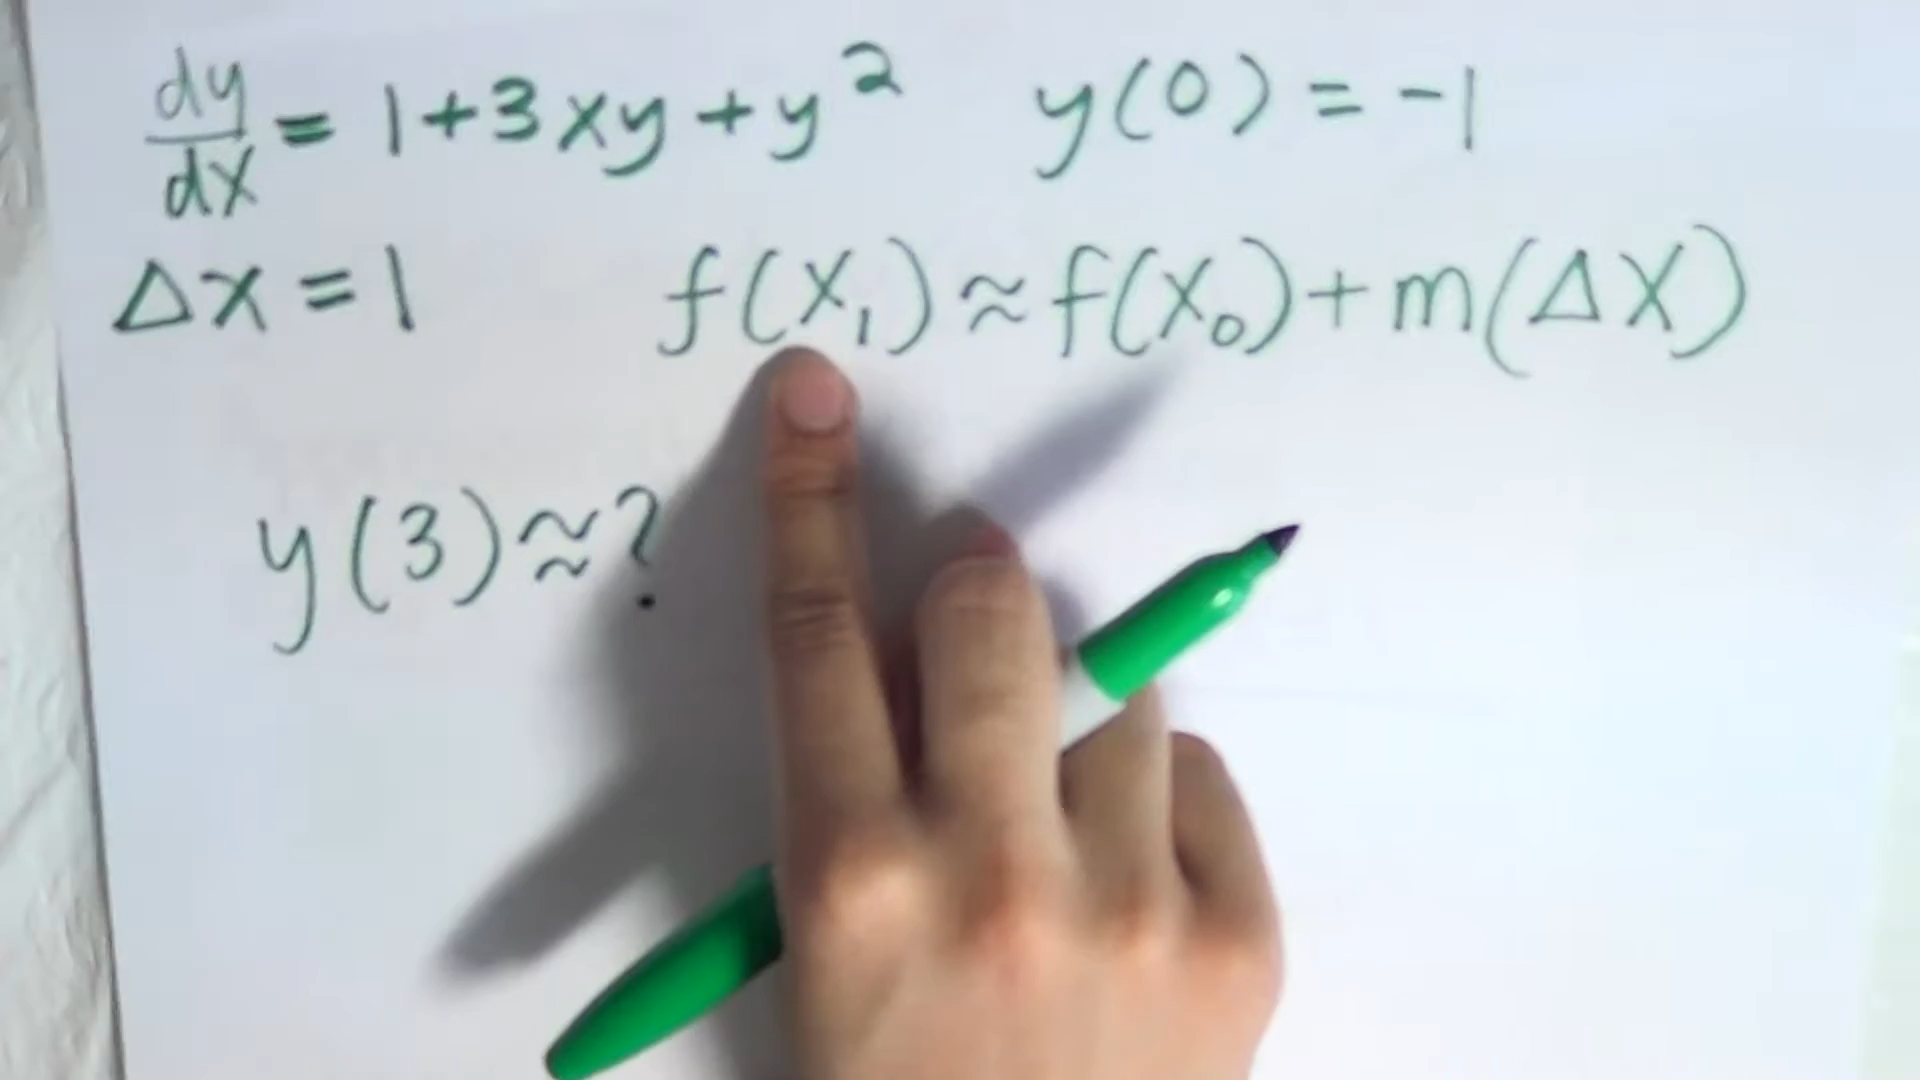 dy/dx = 1+3xy+y² y(0) = -1
Δx = 1 f(x₁) ≈ f(x₀)+m(Δx)
y(3) ≈ ?